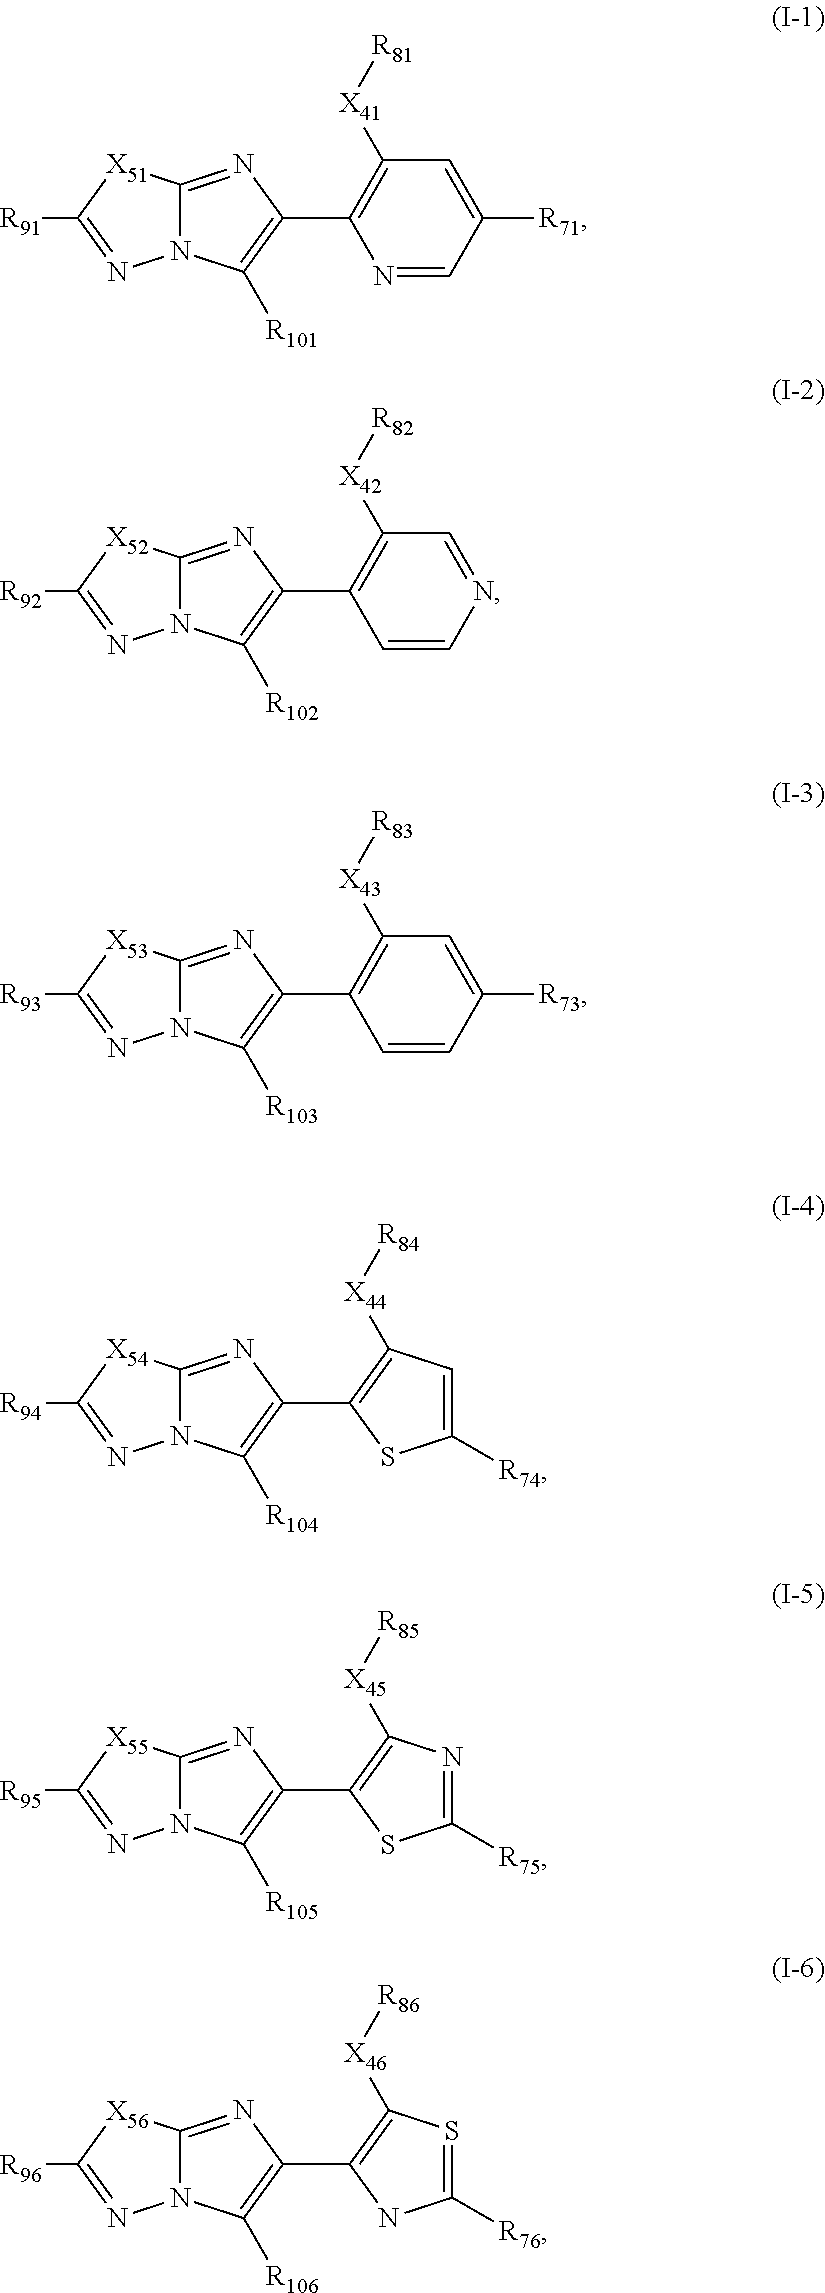 (I-1)
R81
X41
X51 N
R91 R71,
N N N
R101
(I-2)
R82
X42
X52 N
R92 N,
N N
R102
(I-3)
R83
X43
X53 N
R93 R73,
N N
R103
(I-4)
R84
X44
X54 N
R94
N N S
R74,
R104
(I-5)
R85
X45
X55 N N
R95
N N S
R75,
R105
(I-6)
R86
X46
X56 N S
R96
N N N
R76,
R106